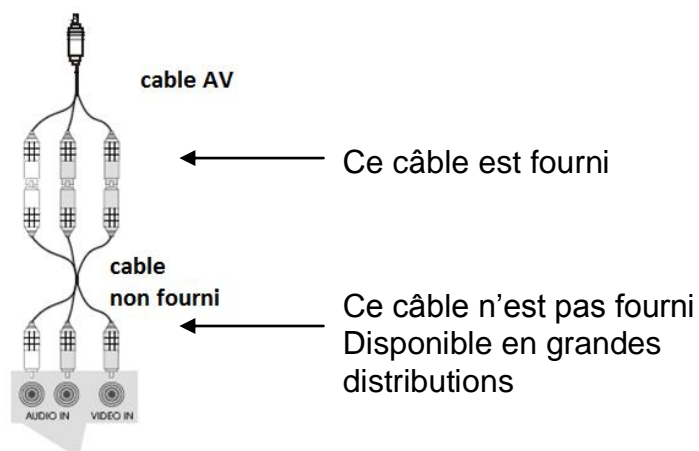 cable AV
Ce câble est fourni
cable
non fourni
Ce câble n’est pas fourni
Disponible en grandes
distributions
AUDIO IN VIDEO IN